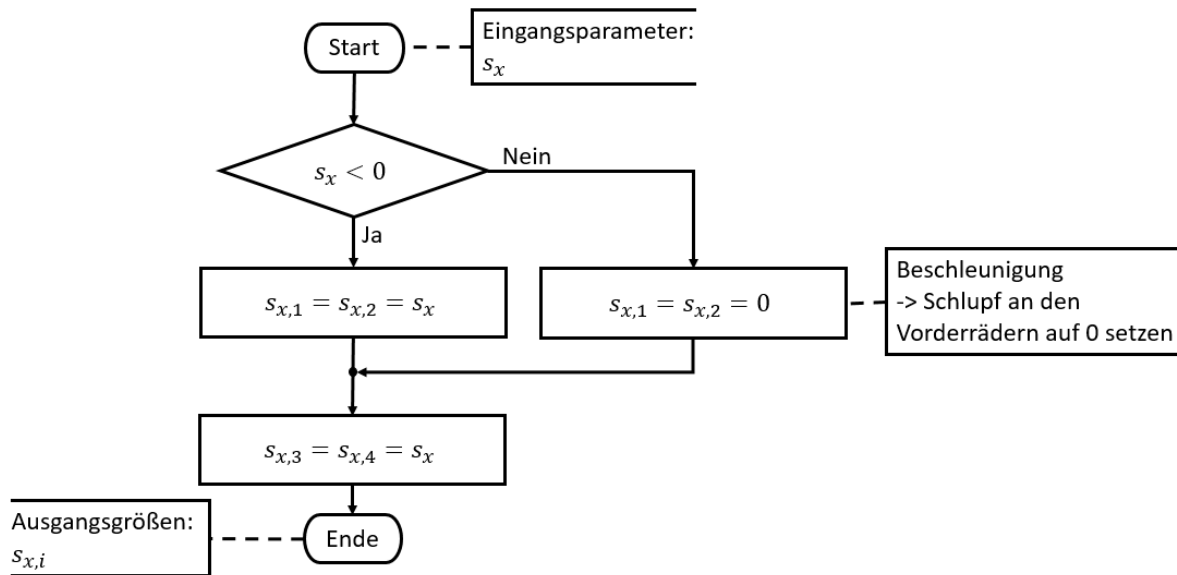 Start
Eingangsparameter:
$s_x$
$s_x < 0$
Nein
Ja
$s_{x,1} = s_{x,2} = s_x$
$s_{x,1} = s_{x,2} = 0$
Beschleunigung
-> Schlupf an den
Vorderrädern auf 0 setzen
$s_{x,3} = s_{x,4} = s_x$
Ausgangsgrößen:
$s_{x,i}$
Ende